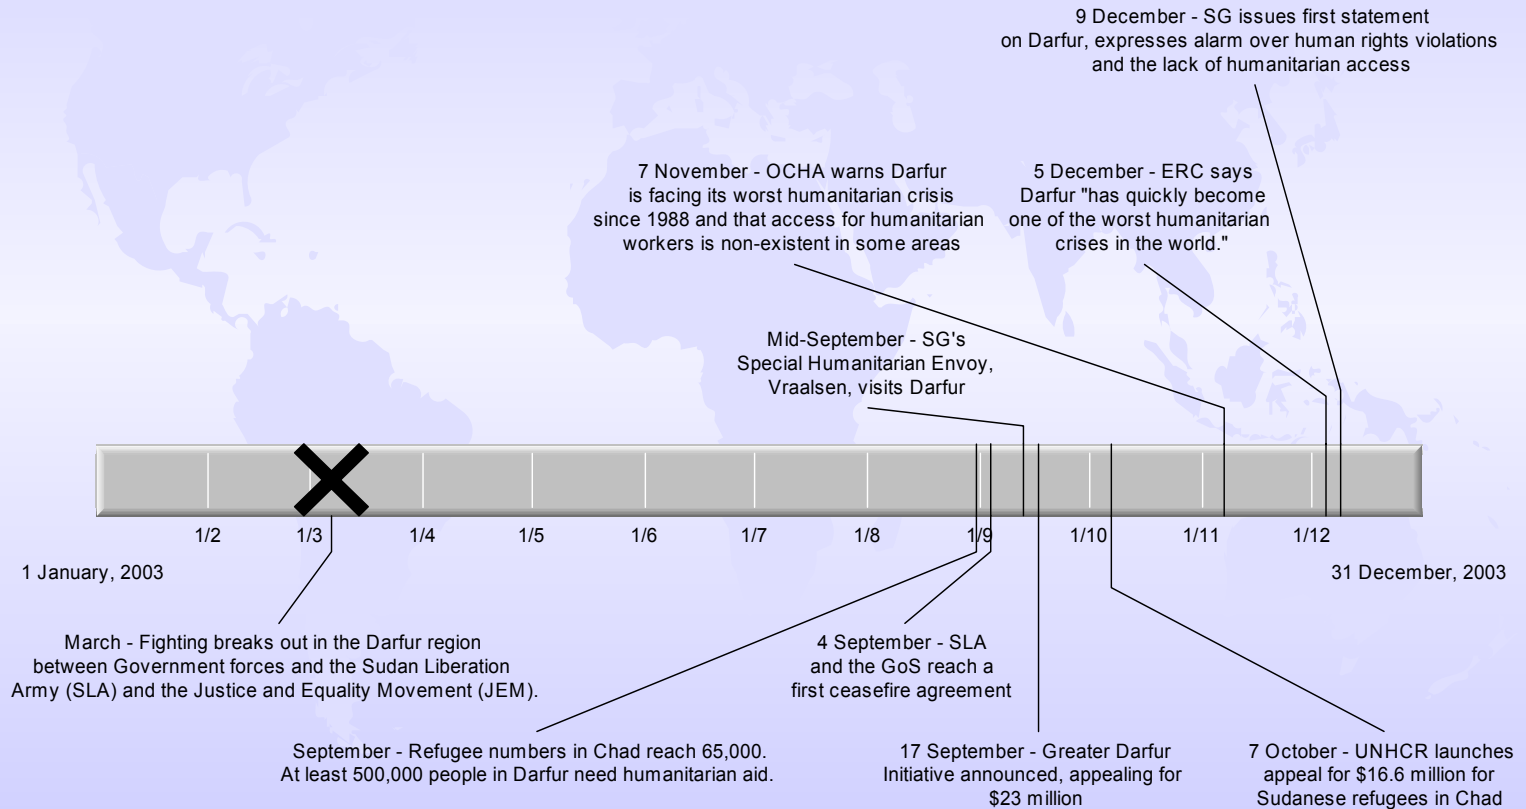 9 December - SG issues first statement
on Darfur, expresses alarm over human rights violations
and the lack of humanitarian access
7 November - OCHA warns Darfur
is facing its worst humanitarian crisis
since 1988 and that access for humanitarian
workers is non-existent in some areas
5 December - ERC says
Darfur "has quickly become
one of the worst humanitarian
crises in the world."
Mid-September - SG's
Special Humanitarian Envoy,
Vraalsen, visits Darfur
1/2 1/3 1/4 1/5 1/6 1/7 1/8 1/9 1/10 1/11 1/12
1 January, 2003
31 December, 2003
March - Fighting breaks out in the Darfur region
between Government forces and the Sudan Liberation
Army (SLA) and the Justice and Equality Movement (JEM).
4 September - SLA
and the GoS reach a
first ceasefire agreement
September - Refugee numbers in Chad reach 65,000.
At least 500,000 people in Darfur need humanitarian aid.
17 September - Greater Darfur
Initiative announced, appealing for
$23 million
7 October - UNHCR launches
appeal for $16.6 million for
Sudanese refugees in Chad